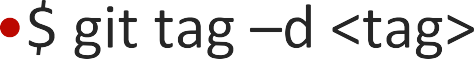 •$ git tag –d <tag>